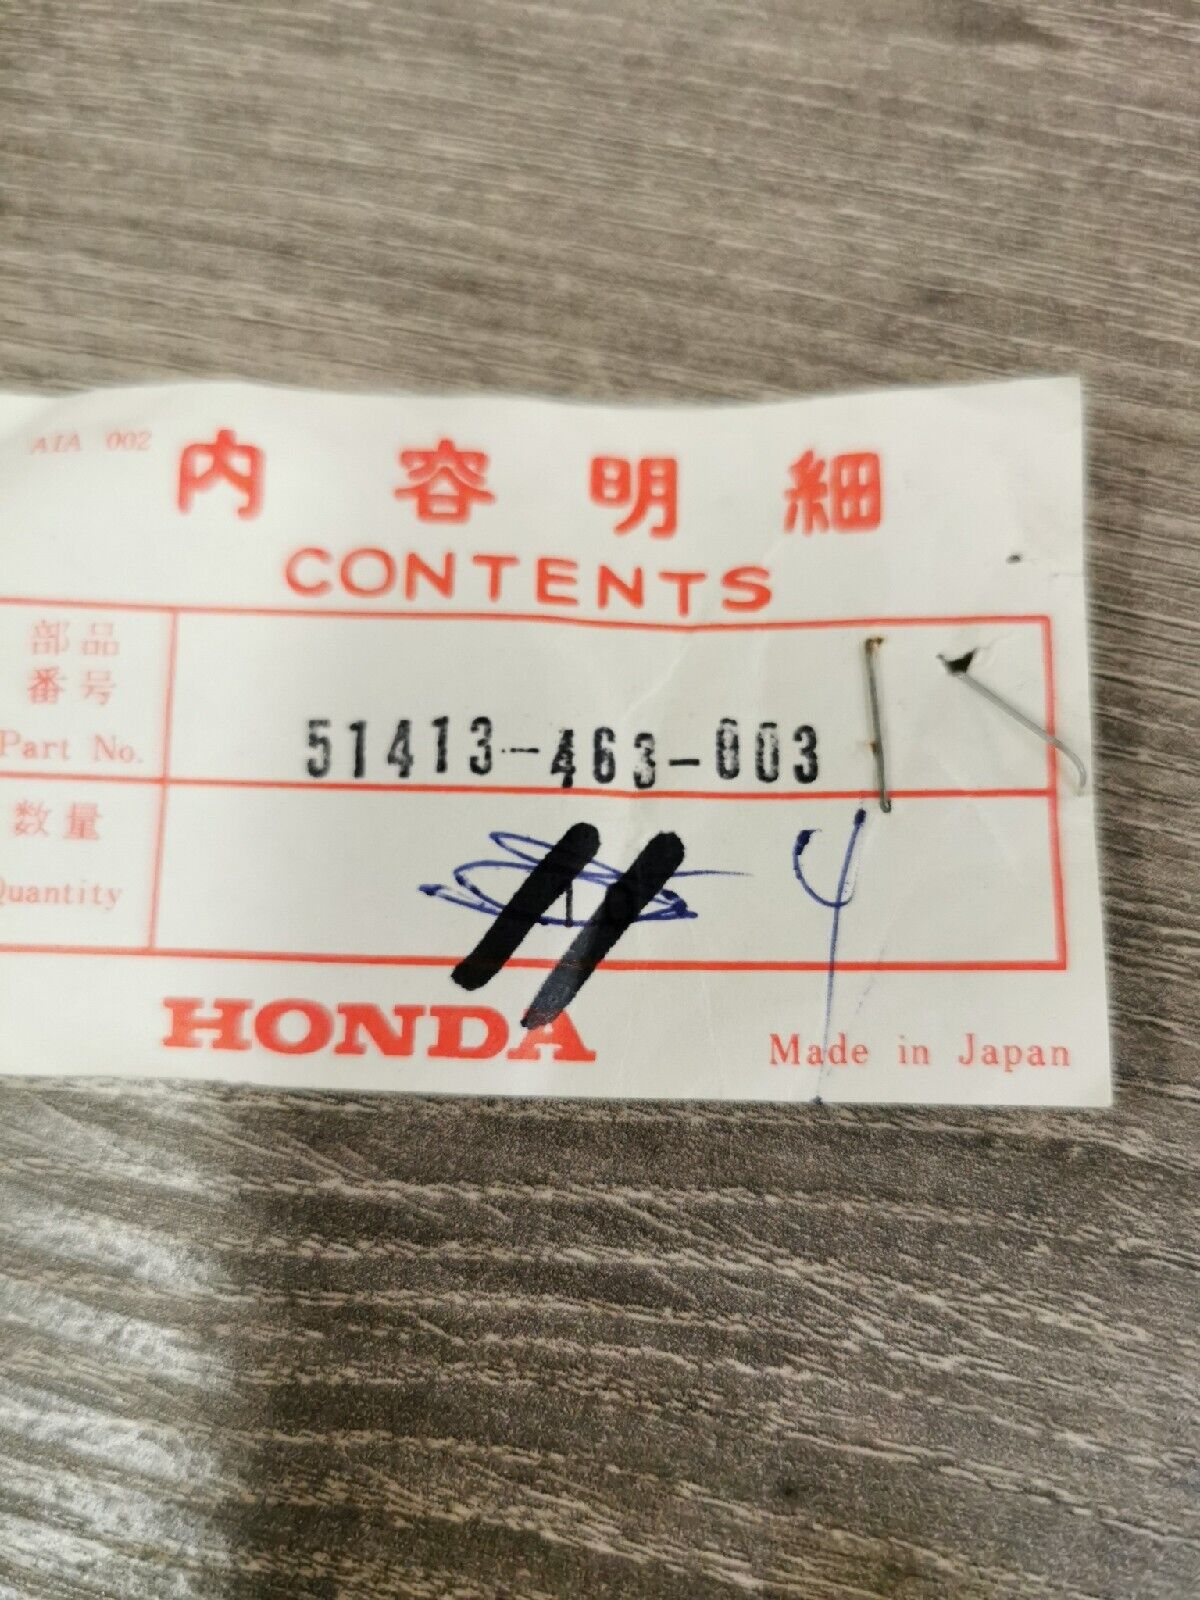 AIA 002
内容明細
CONTENTS
部品
番号
Part No.
51413-463-003
数量
Quantity
4
HONDA
Made in Japan